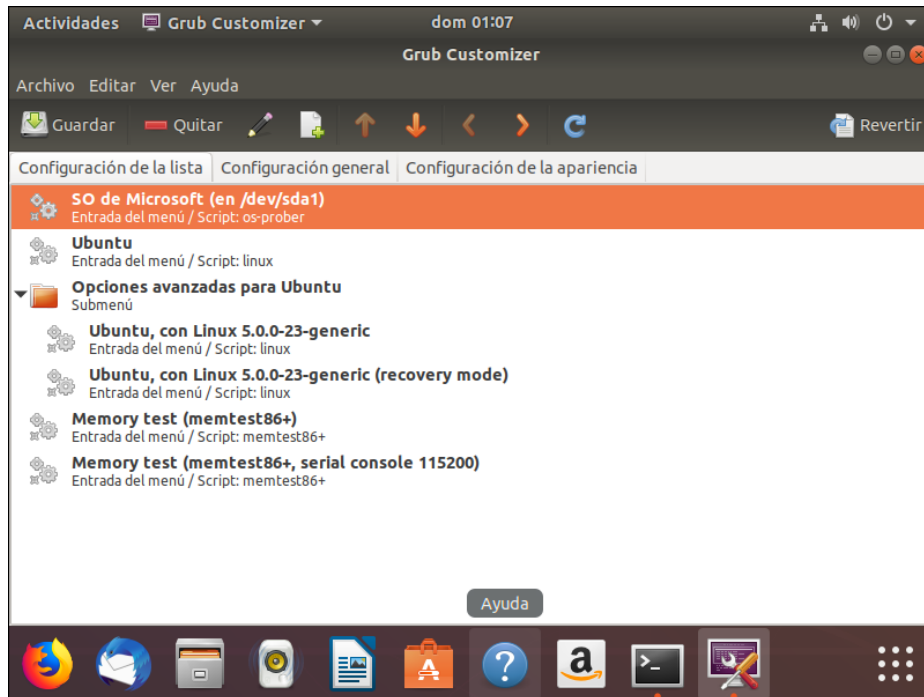 Actividades Grub Customizer dom 01:07
Grub Customizer
Archivo Editar Ver Ayuda
Guardar Quitar Revertir
Configuración de la lista Configuración general Configuración de la apariencia
SO de Microsoft (en /dev/sda1)
Entrada del menú / Script: os-prober
Ubuntu
Entrada del menú / Script: linux
Opciones avanzadas para Ubuntu
Submenú
Ubuntu, con Linux 5.0.0-23-generic
Entrada del menú / Script: linux
Ubuntu, con Linux 5.0.0-23-generic (recovery mode)
Entrada del menú / Script: linux
Memory test (memtest86+)
Entrada del menú / Script: memtest86+
Memory test (memtest86+, serial console 115200)
Entrada del menú / Script: memtest86+
Ayuda